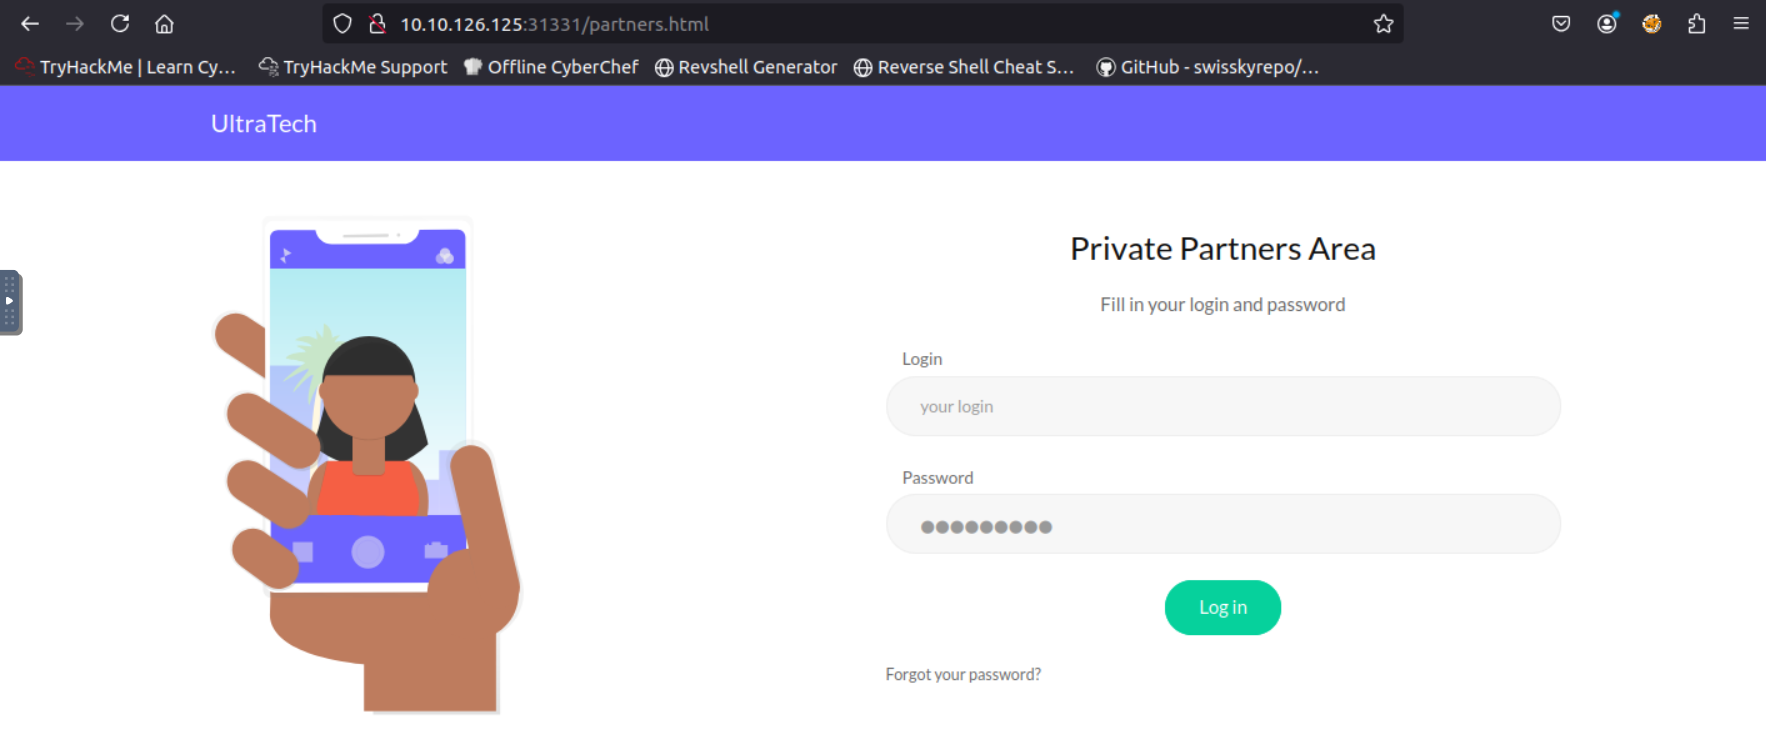 10.10.126.125:31331/partners.html
TryHackMe | Learn Cy... TryHackMe Support Offline CyberChef Revshell Generator Reverse Shell Cheat S... GitHub - swisskyrepo/...
UltraTech
Private Partners Area
Fill in your login and password
Login
your login
Password
●●●●●●●●●
Log in
Forgot your password?